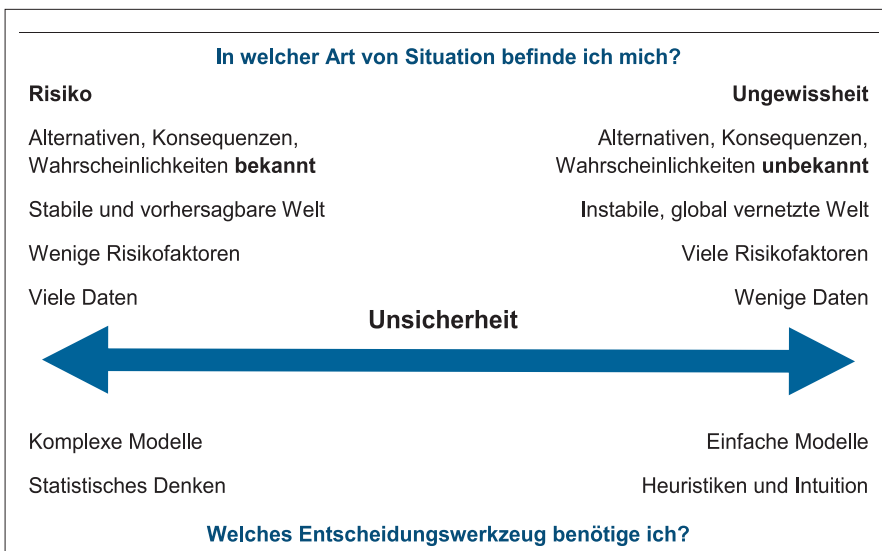 In welcher Art von Situation befinde ich mich?
Risiko
Ungewissheit
Alternativen, Konsequenzen,
Wahrscheinlichkeiten bekannt
Alternativen, Konsequenzen,
Wahrscheinlichkeiten unbekannt
Stabile und vorhersagbare Welt
Instabile, global vernetzte Welt
Wenige Risikofaktoren
Viele Risikofaktoren
Viele Daten
Wenige Daten
Unsicherheit
Komplexe Modelle
Einfache Modelle
Statistisches Denken
Heuristiken und Intuition
Welches Entscheidungswerkzeug benötige ich?